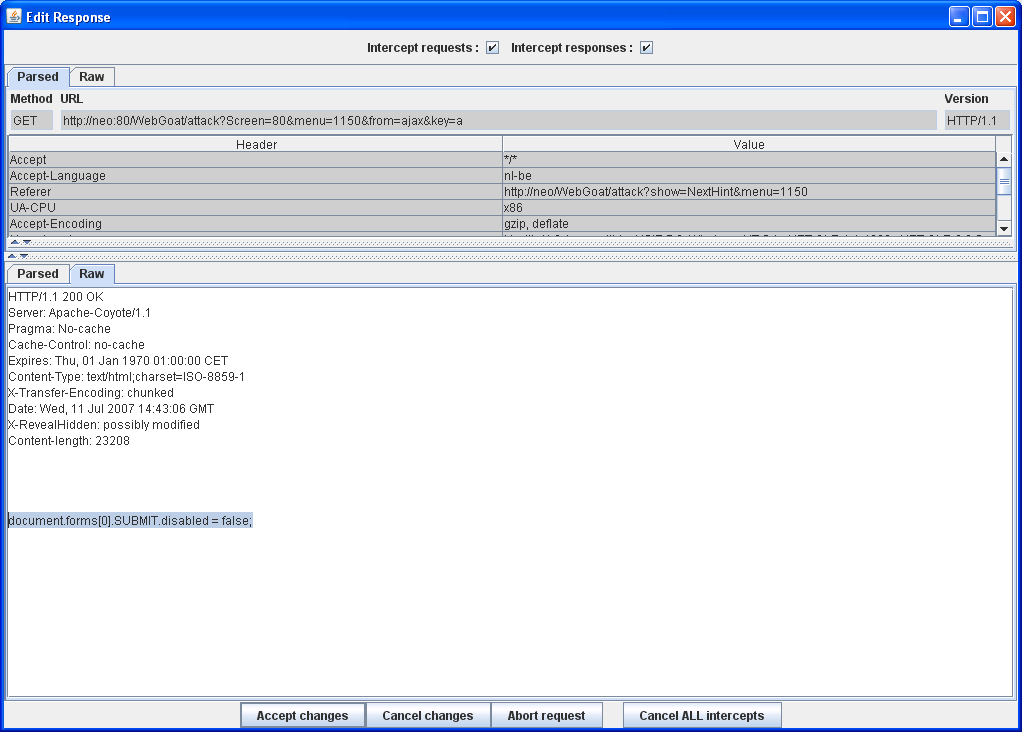 Edit Response
Intercept requests : Intercept responses :
Parsed Raw
Method URL Version
GET http://neo:80/WebGoat/attack?Screen=80&menu=1150&from=ajax&key=a HTTP/1.1
Header Value
Accept */*
Accept-Language nl-be
Referer http://neo/WebGoat/attack?show=NextHint&menu=1150
UA-CPU x86
Accept-Encoding gzip, deflate
Parsed Raw
HTTP/1.1 200 OK
Server: Apache-Coyote/1.1
Pragma: No-cache
Cache-Control: no-cache
Expires: Thu, 01 Jan 1970 01:00:00 CET
Content-Type: text/html;charset=ISO-8859-1
X-Transfer-Encoding: chunked
Date: Wed, 11 Jul 2007 14:43:06 GMT
X-RevealHidden: possibly modified
Content-length: 23208
document.forms[0].SUBMIT.disabled = false;
Accept changes Cancel changes Abort request Cancel ALL intercepts